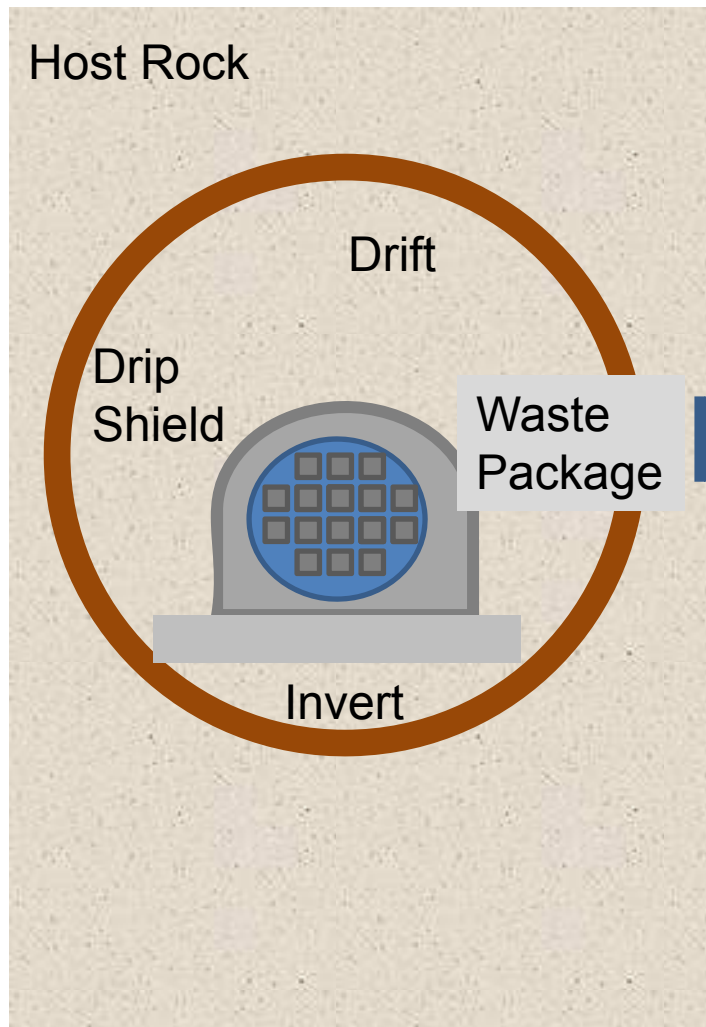 Host Rock
Drift
Drip
Shield
Waste
Package
Invert